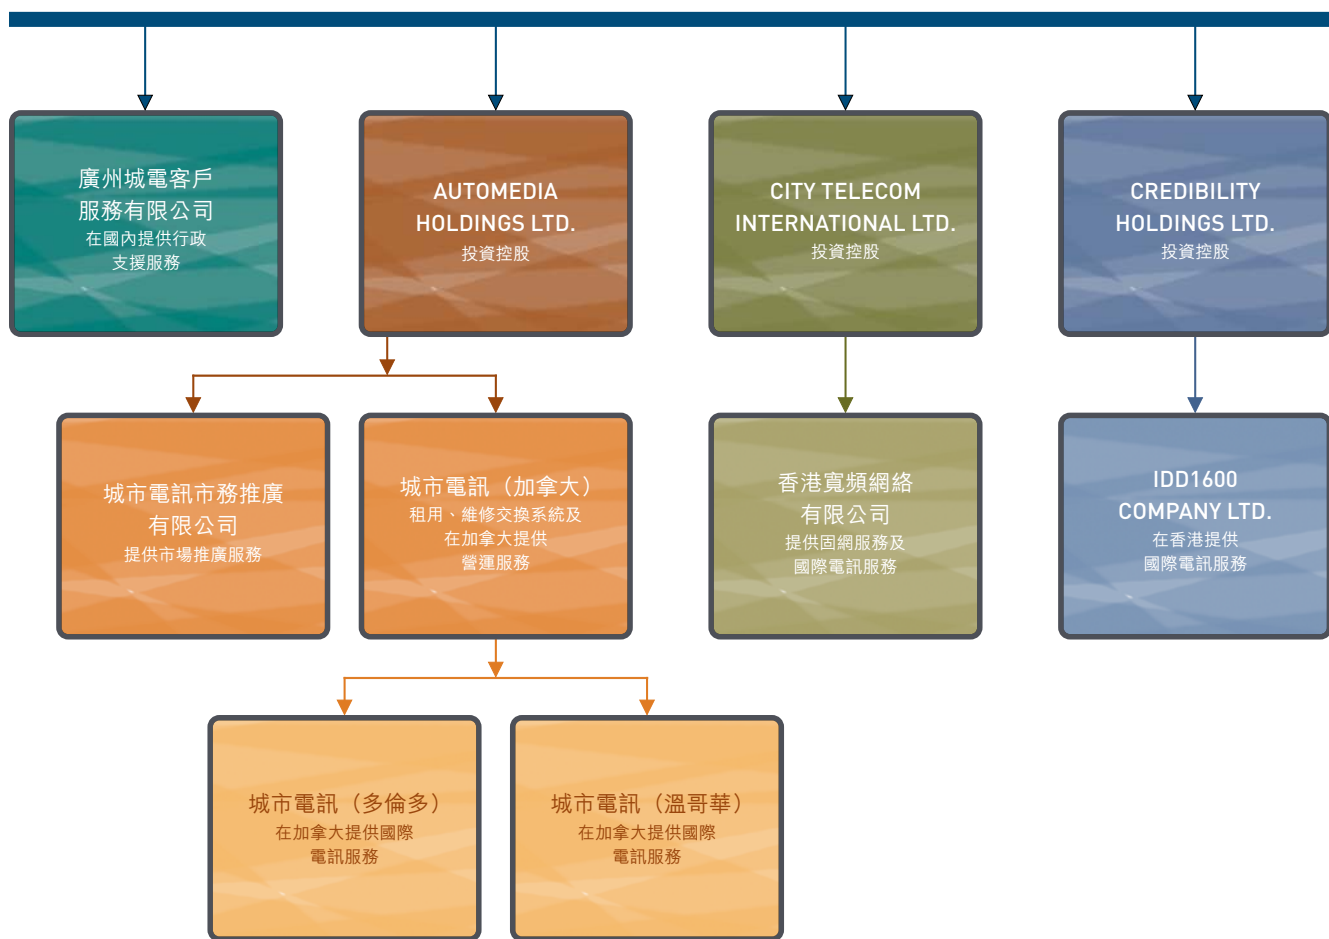 廣州城電客戶
服務有限公司
在國內提供行政
支援服務
AUTOMEDIA
HOLDINGS LTD.
投資控股
CITY TELECOM
INTERNATIONAL LTD.
投資控股
CREDIBILITY
HOLDINGS LTD.
投資控股
城市電訊市務推廣
有限公司
提供市場推廣服務
城市電訊（加拿大）
租用、維修交換系統及
在加拿大提供
營運服務
香港寬頻網絡
有限公司
提供固網服務及
國際電訊服務
IDD1600
COMPANY LTD.
在香港提供
國際電訊服務
城市電訊（多倫多）
在加拿大提供國際
電訊服務
城市電訊（溫哥華）
在加拿大提供國際
電訊服務